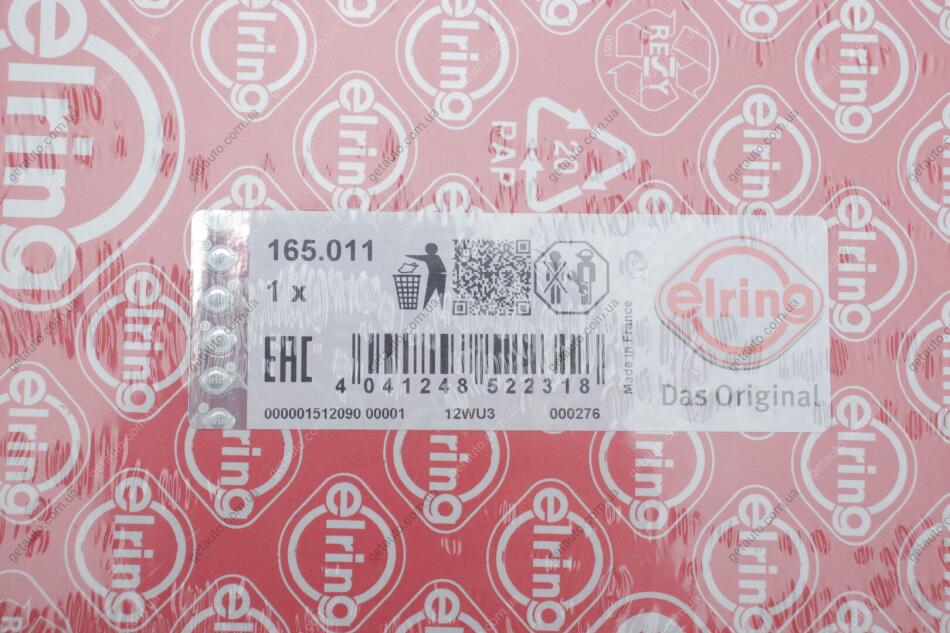 165.011
1 x
EAC
4 041248 522318
000001512090 00001 12WU3 000276
Made in France
elring
Das Original
PAP
20
RESY
elring
getauto.com.ua